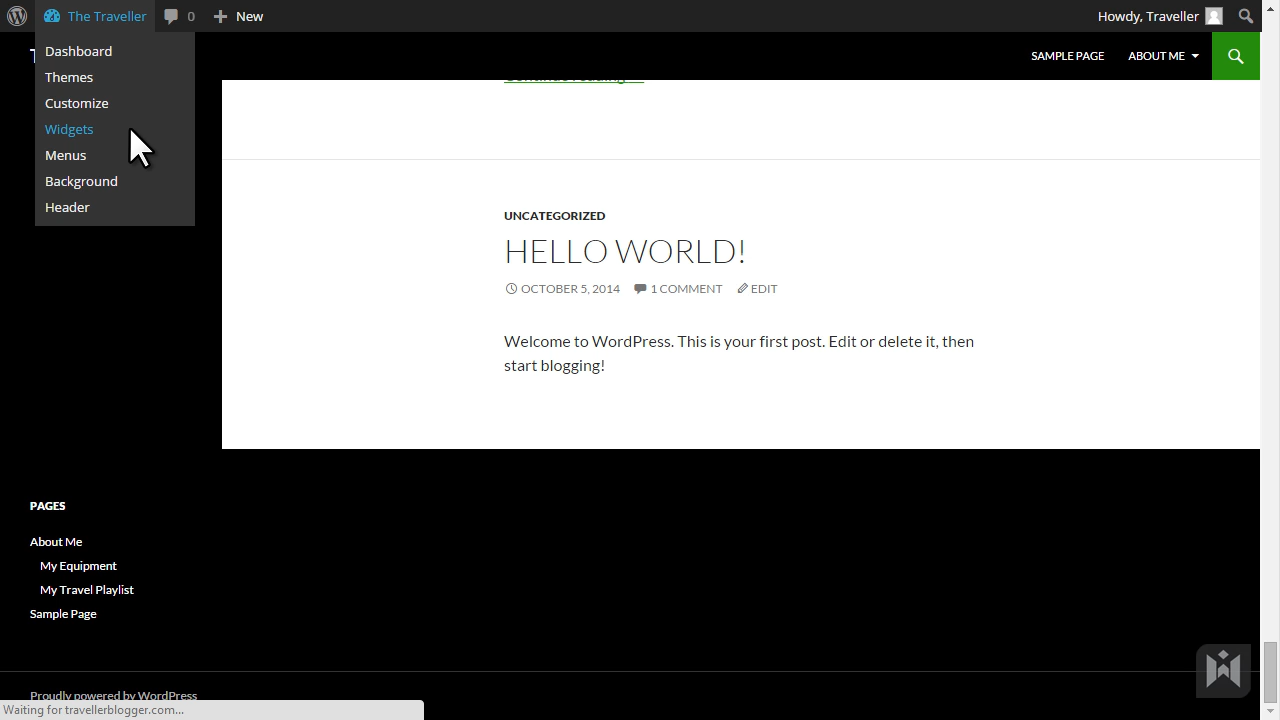 The Traveller
0
New
Howdy, Traveller
Dashboard
Themes
Customize
Widgets
Menus
Background
Header
SAMPLE PAGE
ABOUT ME
UNCATEGORIZED
HELLO WORLD!
OCTOBER 5, 2014 1 COMMENT EDIT
Welcome to WordPress. This is your first post. Edit or delete it, then
start blogging!
PAGES
About Me
My Equipment
My Travel Playlist
Sample Page
Proudly powered by WordPress
Waiting for travellerblogger.com...